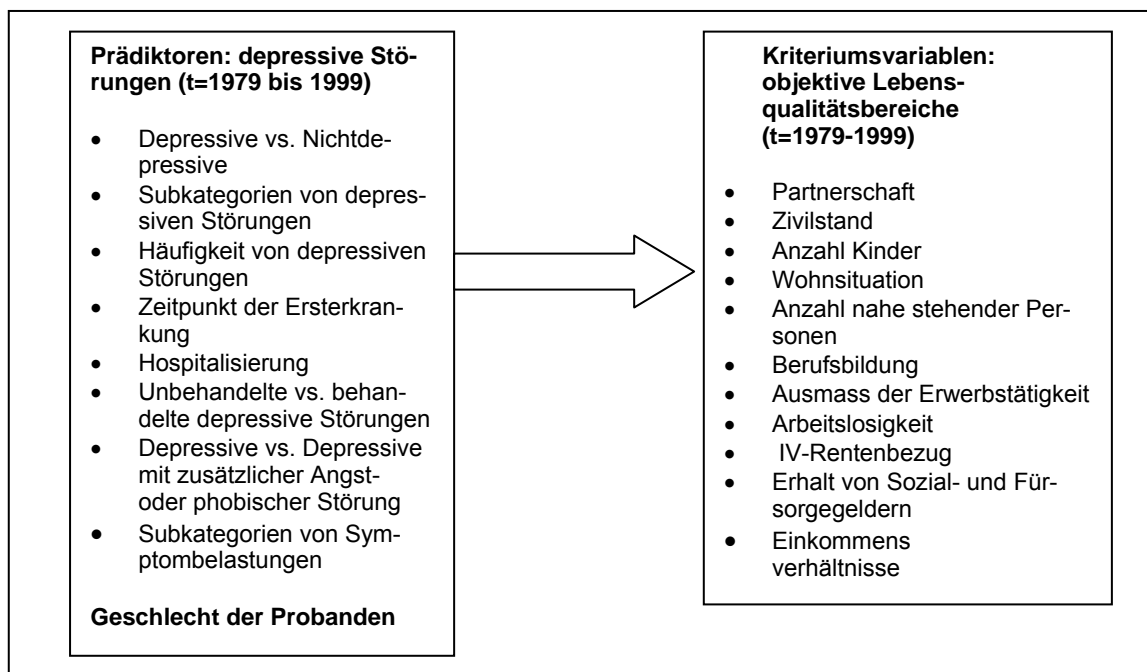 Prädiktoren: depressive Stö-
rungen (t=1979 bis 1999)
• Depressive vs. Nichtde-
pressive
• Subkategorien von depres-
siven Störungen
• Häufigkeit von depressiven
Störungen
• Zeitpunkt der Ersterkran-
kung
• Hospitalisierung
• Unbehandelte vs. behan-
delte depressive Störungen
• Depressive vs. Depressive
mit zusätzlicher Angst-
oder phobischer Störung
• Subkategorien von Sym-
ptombelastungen
Geschlecht der Probanden
Kriteriumsvariablen:
objektive Lebens-
qualitätsbereiche
(t=1979-1999)
• Partnerschaft
• Zivilstand
• Anzahl Kinder
• Wohnsituation
• Anzahl nahe stehender Per-
sonen
• Berufsbildung
• Ausmass der Erwerbstätigkeit
• Arbeitslosigkeit
• IV-Rentenbezug
• Erhalt von Sozial- und Für-
sorgegeldern
• Einkommens
verhältnisse